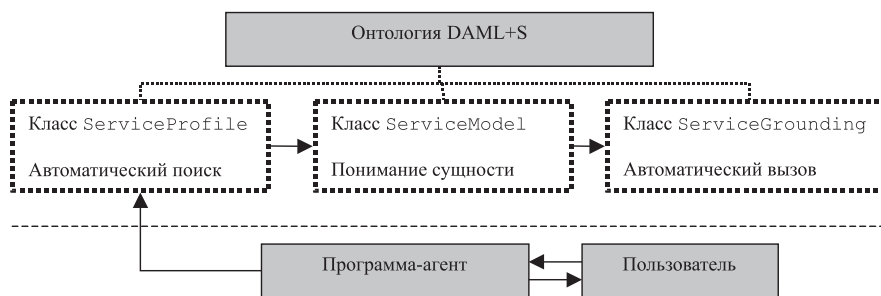 Онтология DAML+S
Класс ServiceProfile
Автоматический поиск
Класс ServiceModel
Понимание сущности
Класс ServiceGrounding
Автоматический вызов
Программа-агент
Пользователь